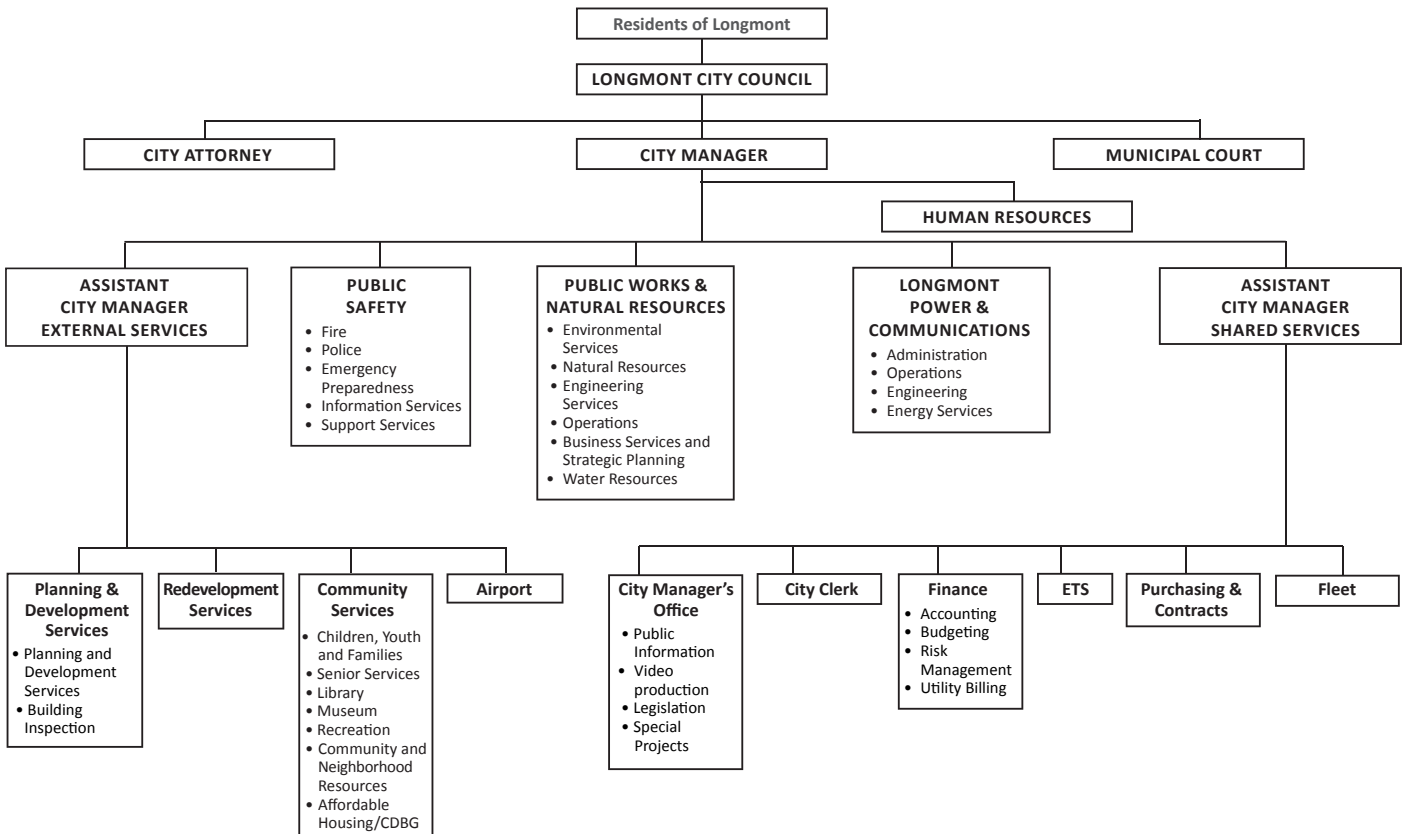 Residents of Longmont
LONGMONT CITY COUNCIL
CITY ATTORNEY
CITY MANAGER
MUNICIPAL COURT
HUMAN RESOURCES
ASSISTANT
CITY MANAGER
EXTERNAL SERVICES
PUBLIC
SAFETY
• Fire
• Police
• Emergency
Preparedness
• Information Services
• Support Services
PUBLIC WORKS &
NATURAL RESOURCES
• Environmental
Services
• Natural Resources
• Engineering
Services
• Operations
• Business Services and
Strategic Planning
• Water Resources
LONGMONT
POWER &
COMMUNICATIONS
• Administration
• Operations
• Engineering
• Energy Services
ASSISTANT
CITY MANAGER
SHARED SERVICES
Planning &
Development
Services
• Planning and
Development
Services
• Building
Inspection
Redevelopment
Services
Community
Services
• Children, Youth
and Families
• Senior Services
• Library
• Museum
• Recreation
• Community and
Neighborhood
Resources
• Affordable
Housing/CDBG
Airport
City Manager's
Office
• Public
Information
• Video
production
• Legislation
• Special
Projects
City Clerk
Finance
• Accounting
• Budgeting
• Risk
Management
• Utility Billing
ETS
Purchasing &
Contracts
Fleet